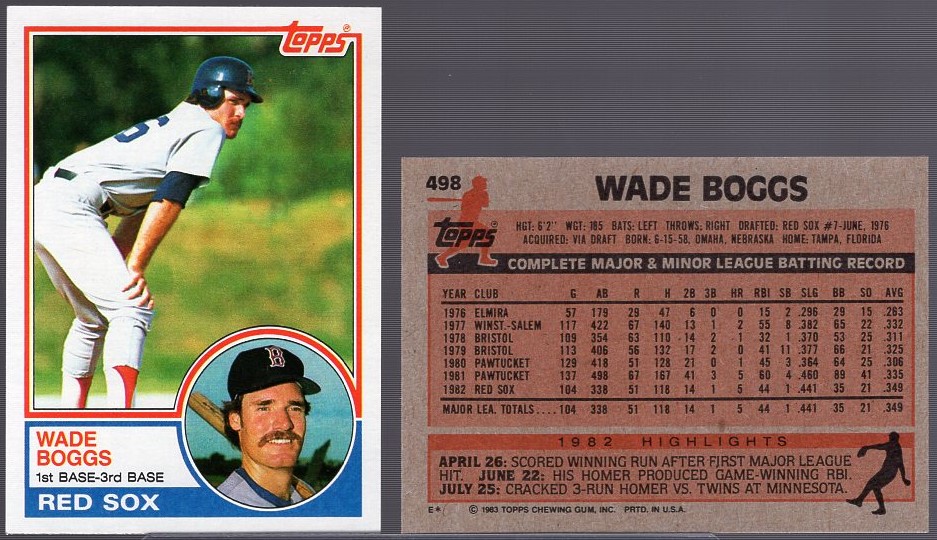 Topps
6
B
B
WADE
BOGGS
1st BASE-3rd BASE
RED SOX
498 WADE BOGGS
Topps
HGT: 6'2" WGT: 185 BATS: LEFT THROWS: RIGHT DRAFTED: RED SOX #7-JUNE, 1976
ACQUIRED: VIA DRAFT BORN: 6-15-58, OMAHA, NEBRASKA HOME: TAMPA, FLORIDA
COMPLETE MAJOR & MINOR LEAGUE BATTING RECORD
YEAR CLUB G AB R H 2B 3B HR RBI SB SLG BB SO AVG
1976 ELMIRA 57 179 29 47 6 0 0 15 2 .296 29 15 .263
1977 WINST.-SALEM 117 422 67 140 13 1 2 55 8 .382 65 22 .332
1978 BRISTOL 109 354 63 110 14 2 1 32 1 .370 53 25 .311
1979 BRISTOL 113 406 56 132 17 2 0 41 11 .377 66 21 .325
1980 PAWTUCKET 129 418 51 128 21 0 1 45 3 .364 64 25 .306
1981 PAWTUCKET 137 498 67 167 41 3 5 60 4 .460 89 41 .335
1982 RED SOX 104 338 51 118 14 1 5 44 1 .441 35 21 .349
MAJOR LEA. TOTALS.... 104 338 51 118 14 1 5 44 1 .441 35 21 .349
1982 HIGHLIGHTS
APRIL 26: SCORED WINNING RUN AFTER FIRST MAJOR LEAGUE
HIT. JUNE 22: HIS HOMER PRODUCED GAME-WINNING RBI.
JULY 25: CRACKED 3-RUN HOMER VS. TWINS AT MINNESOTA.
E* © 1983 TOPPS CHEWING GUM, INC. PRTD. IN U.S.A.